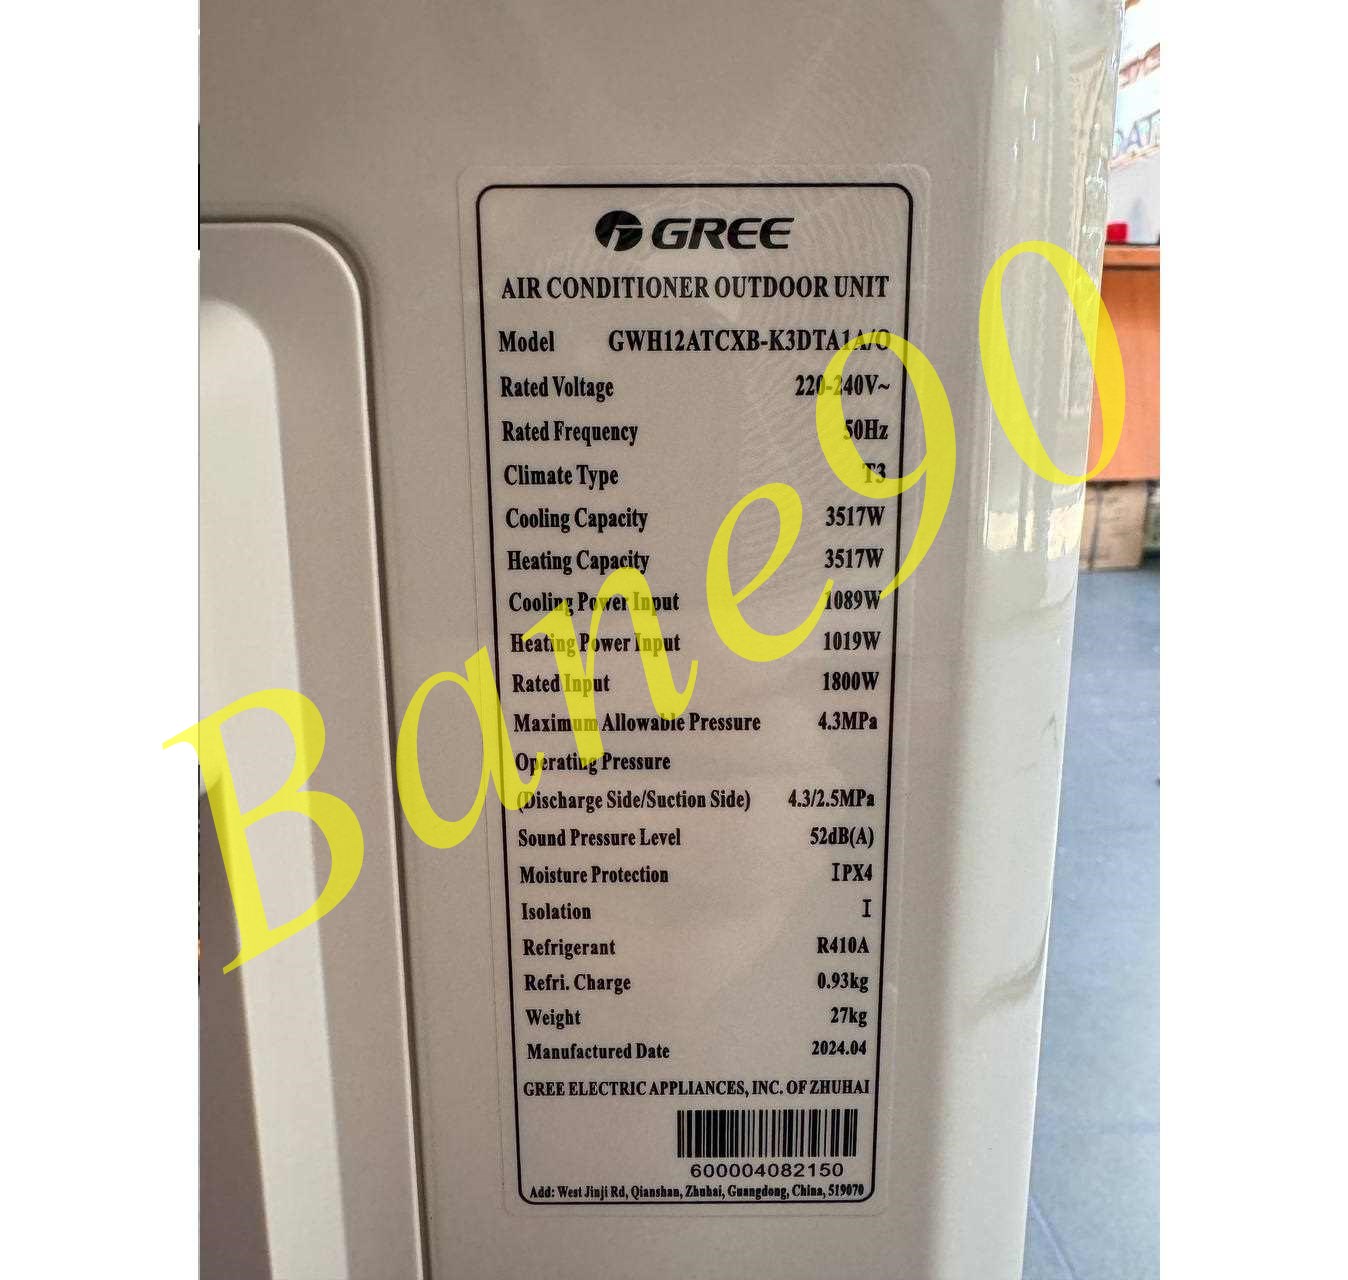 GREE
AIR CONDITIONER OUTDOOR UNIT
Model GWH12ATCXB-K3DTA1A/O
Rated Voltage 220-240V~
Rated Frequency 50Hz
Climate Type T3
Cooling Capacity 3517W
Heating Capacity 3517W
Cooling Power Input 1089W
Heating Power Input 1019W
Rated Input 1800W
Maximum Allowable Pressure 4.3MPa
Operating Pressure
(Discharge Side/Suction Side) 4.3/2.5MPa
Sound Pressure Level 52dB(A)
Moisture Protection IPX4
Isolation I
Refrigerant R410A
Refri. Charge 0.93kg
Weight 27kg
Manufactured Date 2024.04
GREE ELECTRIC APPLIANCES, INC. OF ZHUHAI
600004082150
Add: West Jinji Rd, Qianshan, Zhuhai, Guangdong, China, 519070
Bane90